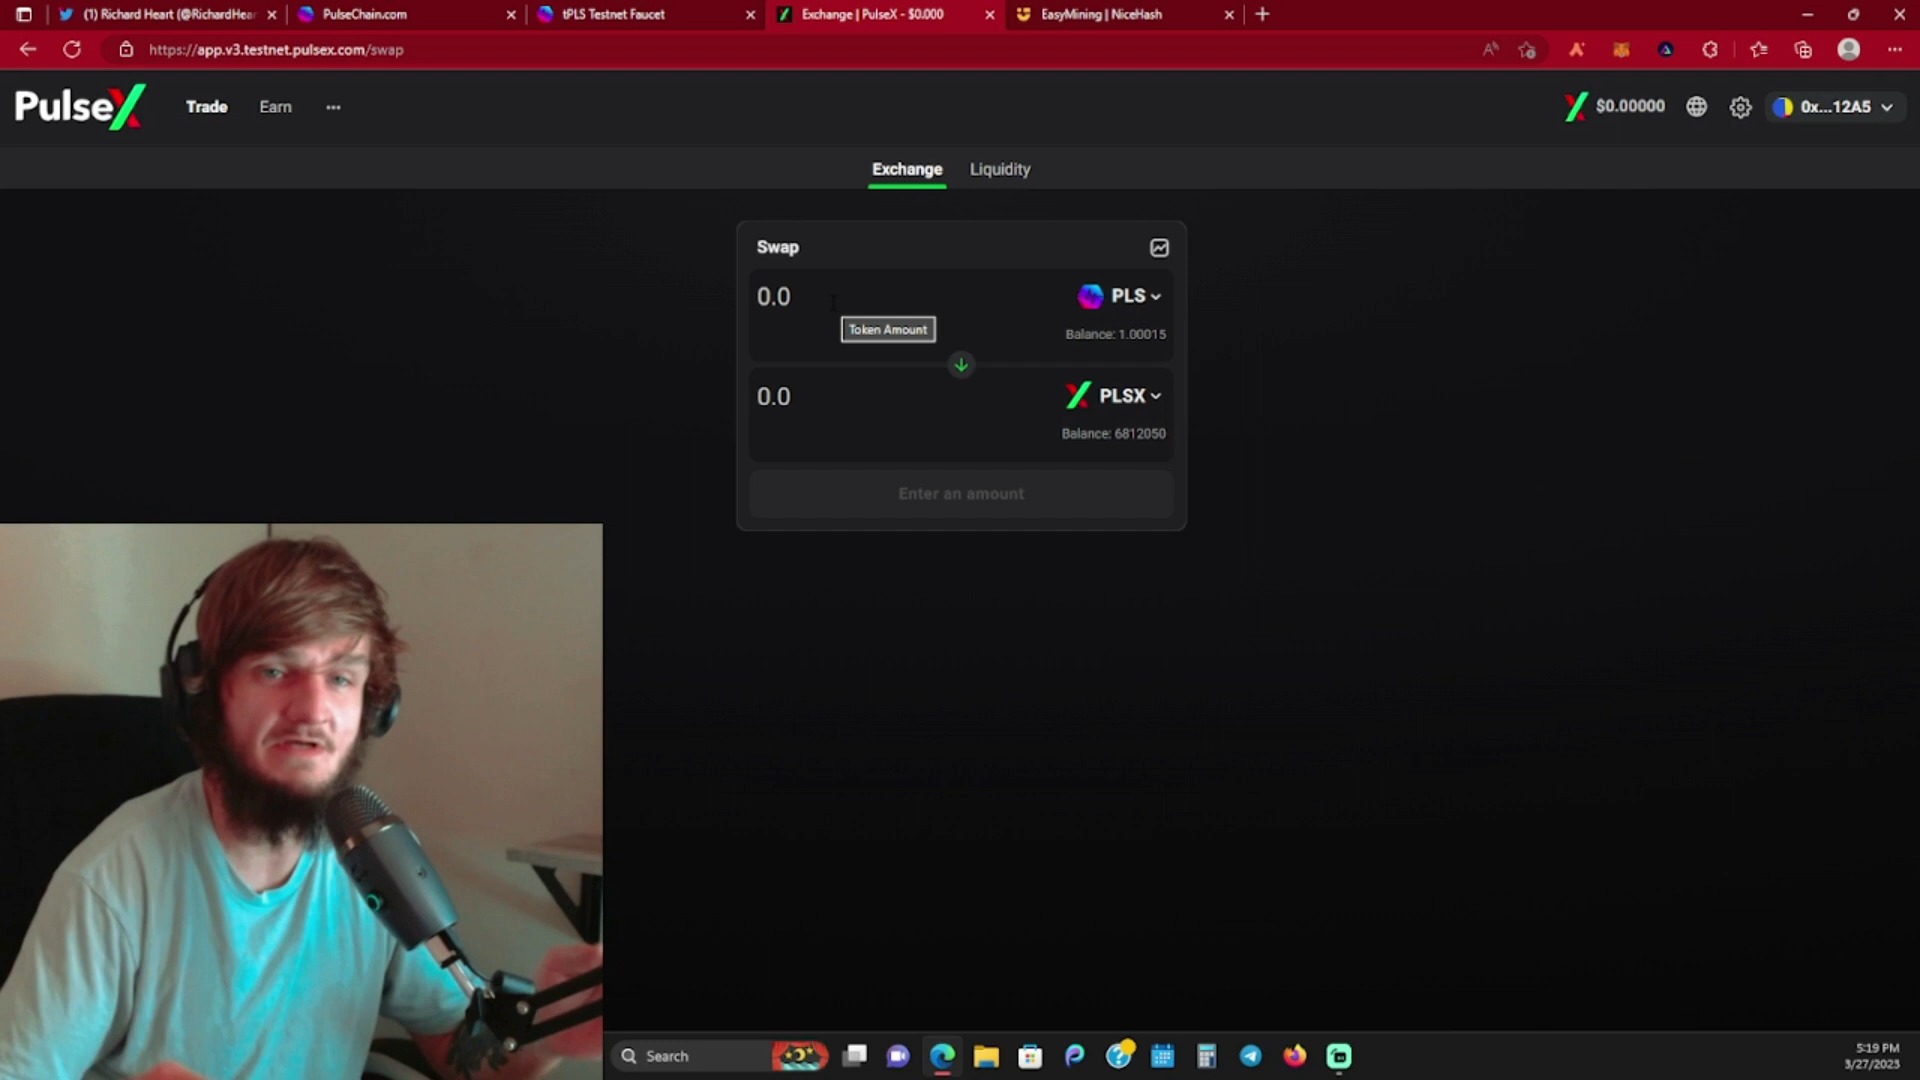 (1) Richard Heart (@RichardHear
PulseChain.com
tPLS Testnet Faucet
Exchange | PulseX - $0.000
EasyMining | NiceHash
https://app.v3.testnet.pulsex.com/swap
PulseX
Trade
Earn
$0.00000
0x...12A5
Exchange
Liquidity
Swap
0.0
PLS
Token Amount
Balance: 1.00015
0.0
PLSX
Balance: 6812050
Enter an amount
Search
5:19 PM
3/27/2023